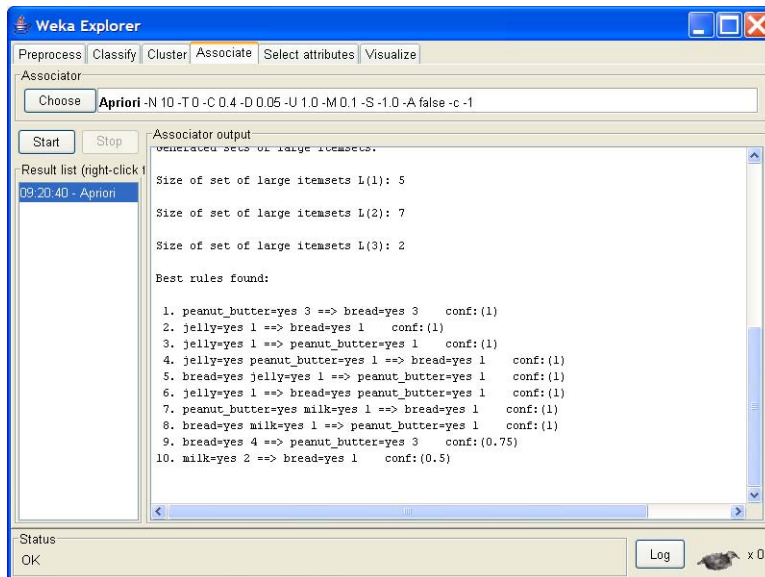 Weka Explorer
Preprocess Classify Cluster Associate Select attributes Visualize
Associator
Choose Apriori -N 10 -T 0 -C 0.4 -D 0.05 -U 1.0 -M 0.1 -S -1.0 -A false -c -1
Start Stop
Result list (right-click
09:20:40 - Apriori
Associator output
Generated sets of large itemsets:
Size of set of large itemsets L(1): 5
Size of set of large itemsets L(2): 7
Size of set of large itemsets L(3): 2
Best rules found:
1. peanut_butter=yes 3 ==> bread=yes 3 conf:(1)
2. jelly=yes 1 ==> bread=yes 1 conf:(1)
3. jelly=yes 1 ==> peanut_butter=yes 1 conf:(1)
4. jelly=yes peanut_butter=yes 1 ==> bread=yes 1 conf:(1)
5. bread=yes jelly=yes 1 ==> peanut_butter=yes 1 conf:(1)
6. jelly=yes 1 ==> bread=yes peanut_butter=yes 1 conf:(1)
7. peanut_butter=yes milk=yes 1 ==> bread=yes 1 conf:(1)
8. bread=yes milk=yes 1 ==> peanut_butter=yes 1 conf:(1)
9. bread=yes 4 ==> peanut_butter=yes 3 conf:(0.75)
10. milk=yes 2 ==> bread=yes 1 conf:(0.5)
Status
OK
Log x 0